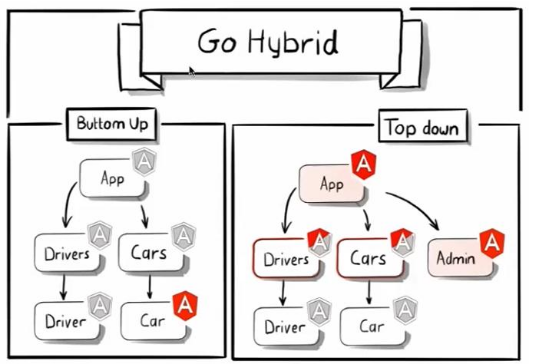 Go Hybrid
Buttom Up
Top down
App
A
Drivers
A
Cars
A
Driver
A
Car
A
App
A
Drivers
A
Cars
A
Admin
A
Driver
A
Car
A